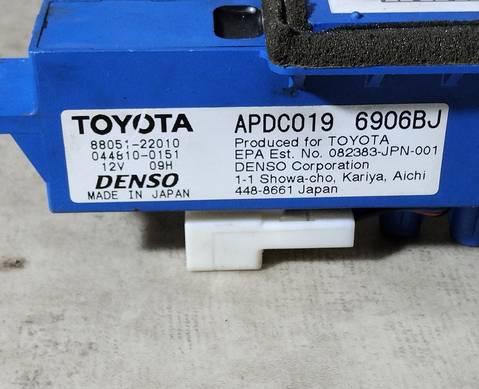 TOYOTA
88051-22010
044810-0151
12V 09H
DENSO
MADE IN JAPAN
APDC019 6906BJ
Produced for TOYOTA
EPA Est. No. 082383-JPN-001
DENSO Corporation
1-1 Showa-cho, Kariya, Aichi
448-8661 Japan